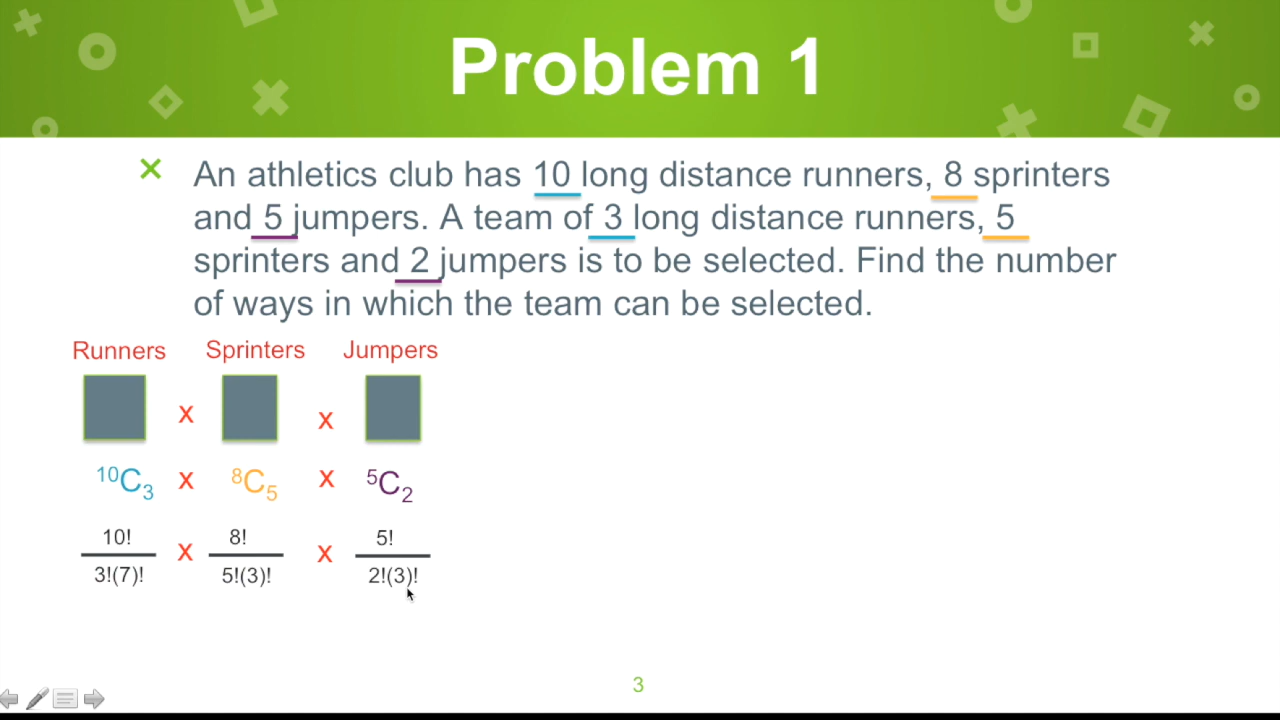 Problem 1
× An athletics club has 10 long distance runners, 8 sprinters
and 5 jumpers. A team of 3 long distance runners, 5
sprinters and 2 jumpers is to be selected. Find the number
of ways in which the team can be selected.
Runners Sprinters Jumpers
x x
¹⁰C₃ x ⁸C₅ x ⁵C₂
10! 8! 5!
x x
3!(7)! 5!(3)! 2!(3)!
3